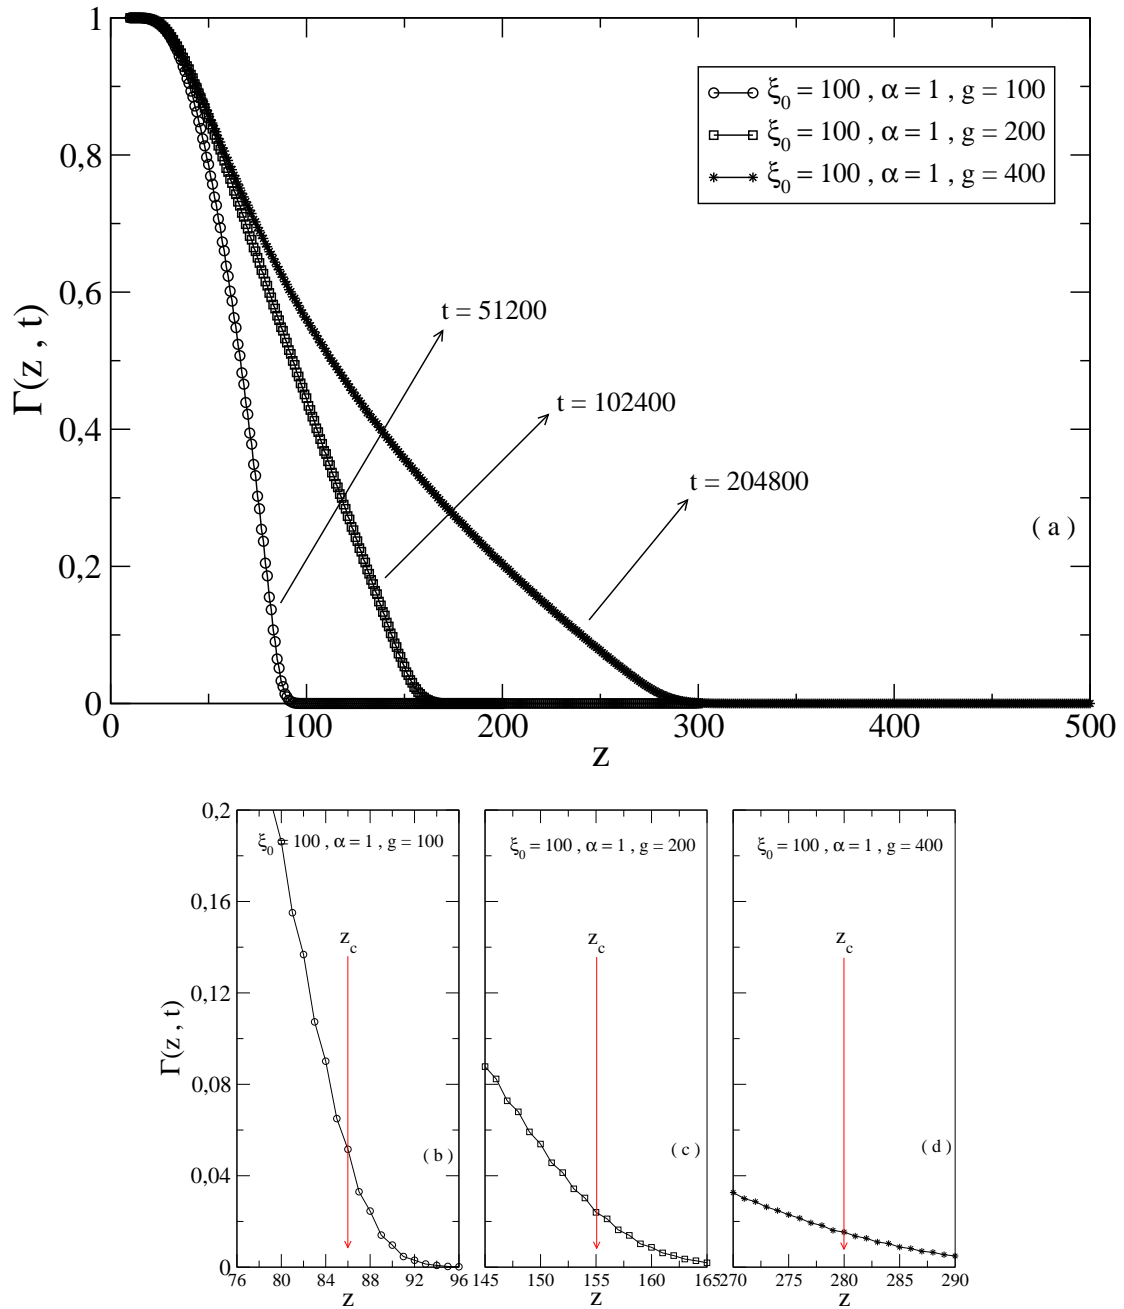 1
0,8
0,6
0,4
0,2
0
Γ(z , t)
0 100 200 300 400 500
z
ξ₀ = 100 , α = 1 , g = 100
ξ₀ = 100 , α = 1 , g = 200
ξ₀ = 100 , α = 1 , g = 400
t = 51200
t = 102400
t = 204800
( a )
0,2
0,16
0,12
0,08
0,04
0
Γ(z , t)
ξ₀ = 100 , α = 1 , g = 100
z_c
( b )
76 80 84 88 92 96
z
ξ₀ = 100 , α = 1 , g = 200
z_c
( c )
145 150 155 160 165
z
ξ₀ = 100 , α = 1 , g = 400
z_c
( d )
270 275 280 285 290
z